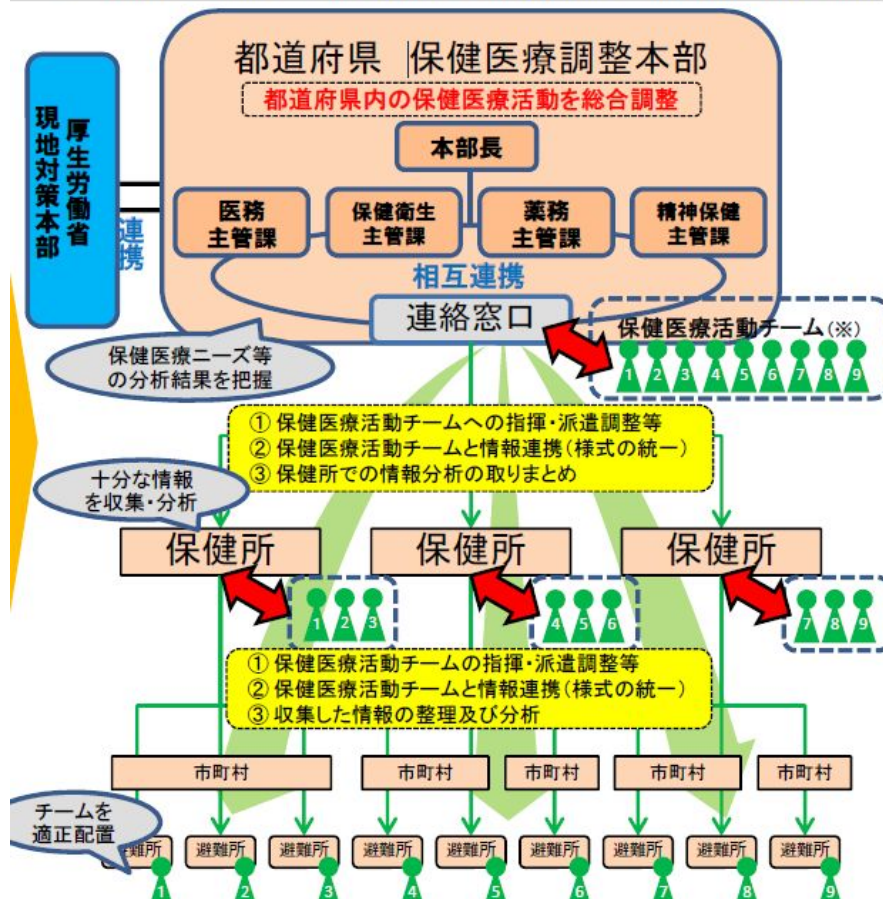 都道府県 保健医療調整本部
都道府県内の保健医療活動を総合調整
厚生労働省
現地対策本部
連携
本部長
医務
主管課
保健衛生
主管課
薬務
主管課
精神保健
主管課
相互連携
連絡窓口
保健医療活動チーム(※)
1 2 3 4 5 6 7 8 9
保健医療ニーズ等
の分析結果を把握
① 保健医療活動チームへの指揮・派遣調整等
② 保健医療活動チームと情報連携(様式の統一)
③ 保健所での情報分析の取りまとめ
十分な情報
を収集・分析
保健所 保健所 保健所
1 2 3
4 5 6
7 8 9
① 保健医療活動チームの指揮・派遣調整等
② 保健医療活動チームと情報連携(様式の統一)
③ 収集した情報の整理及び分析
市町村 市町村 市町村 市町村 市町村
チームを
適正配置
避難所 避難所 避難所 避難所 避難所 避難所 避難所 避難所 避難所
1 2 3 4 5 6 7 8 9